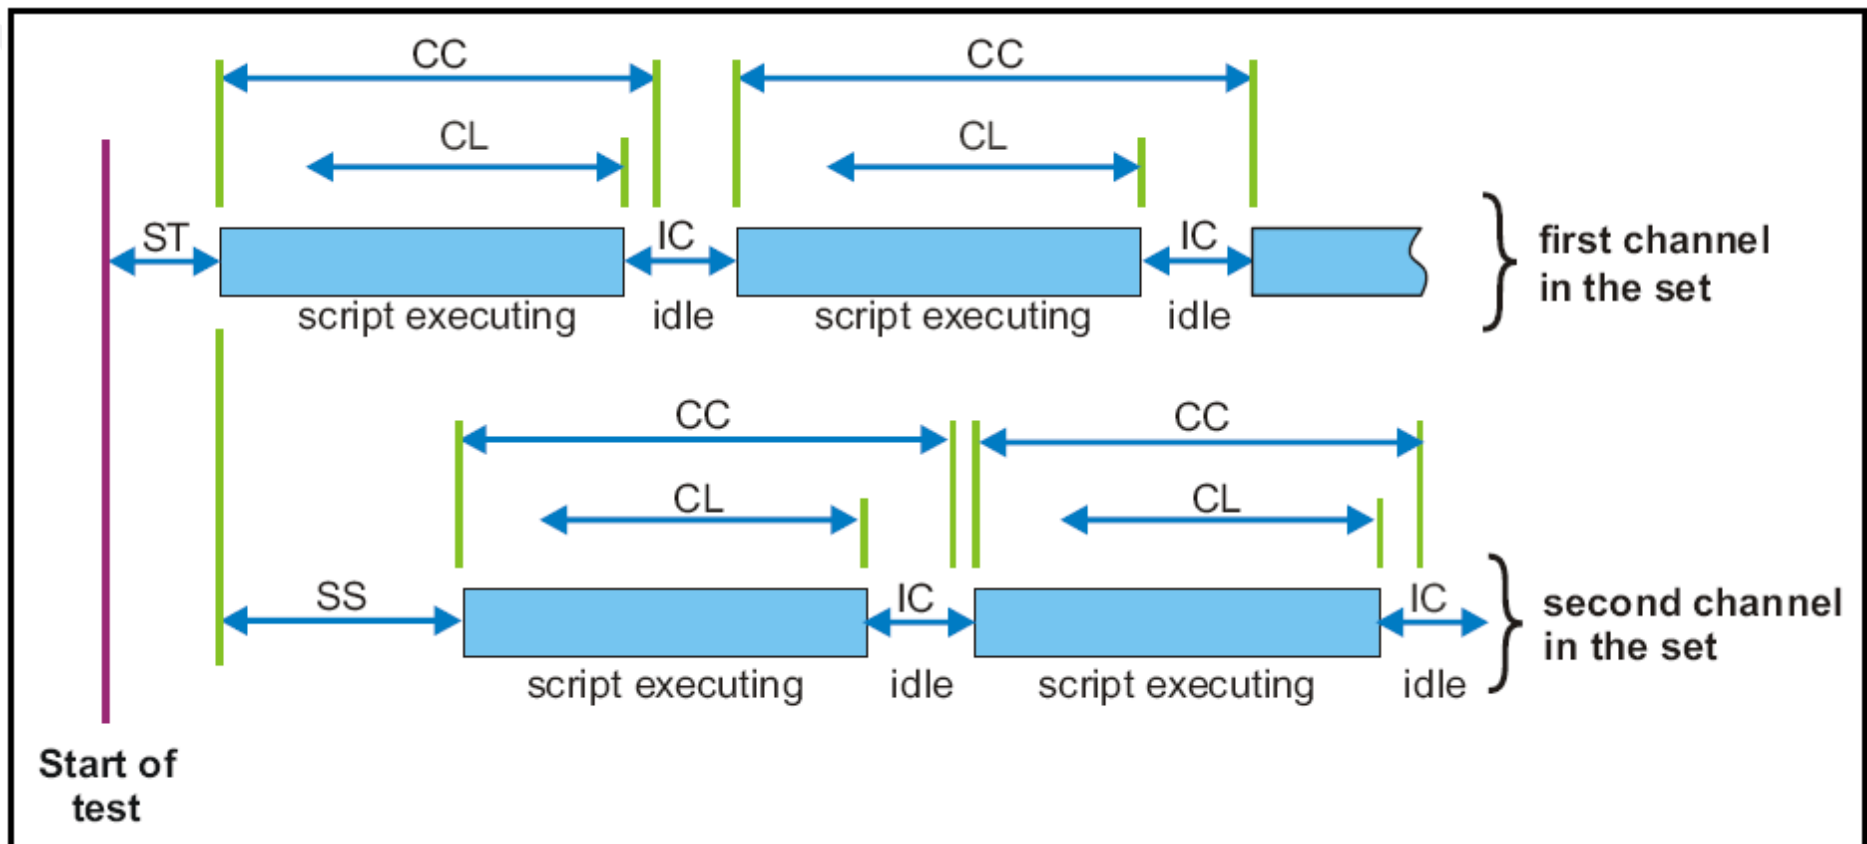 CC CC
CL CL
ST IC IC
first channel
in the set
script executing idle script executing idle
CC CC
CL CL
SS IC IC
second channel
in the set
script executing idle script executing idle
Start of
test